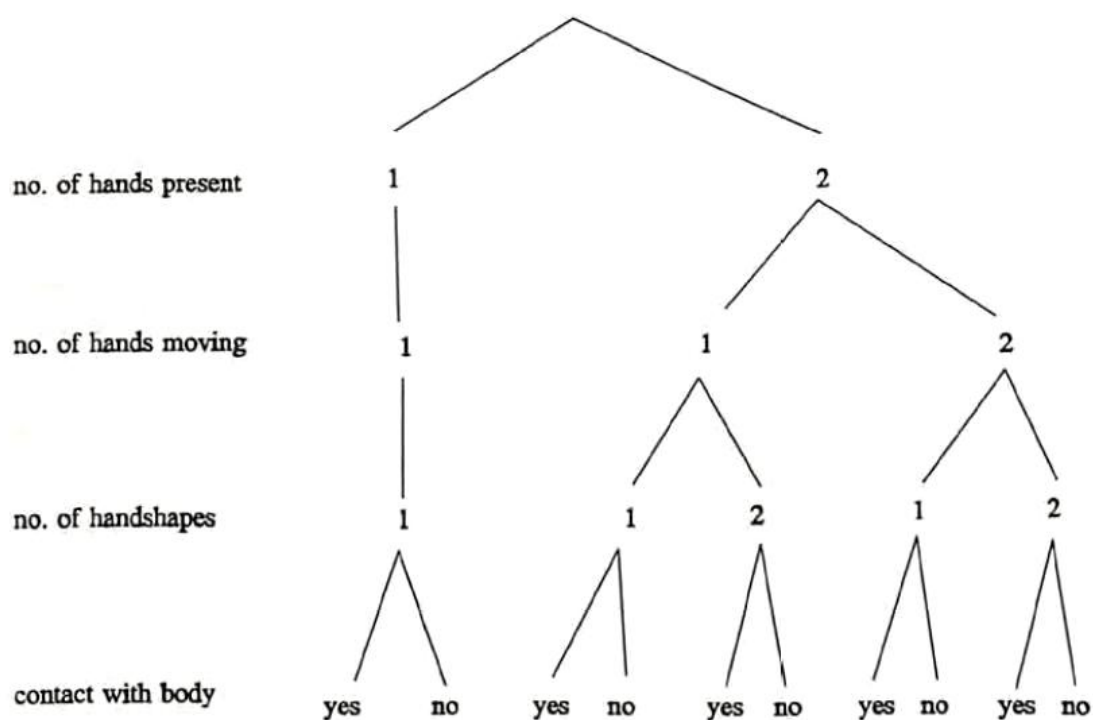 no. of hands present 1 2
no. of hands moving 1 1 2
no. of handshapes 1 1 2 1 2
contact with body yes no yes no yes no yes no yes no